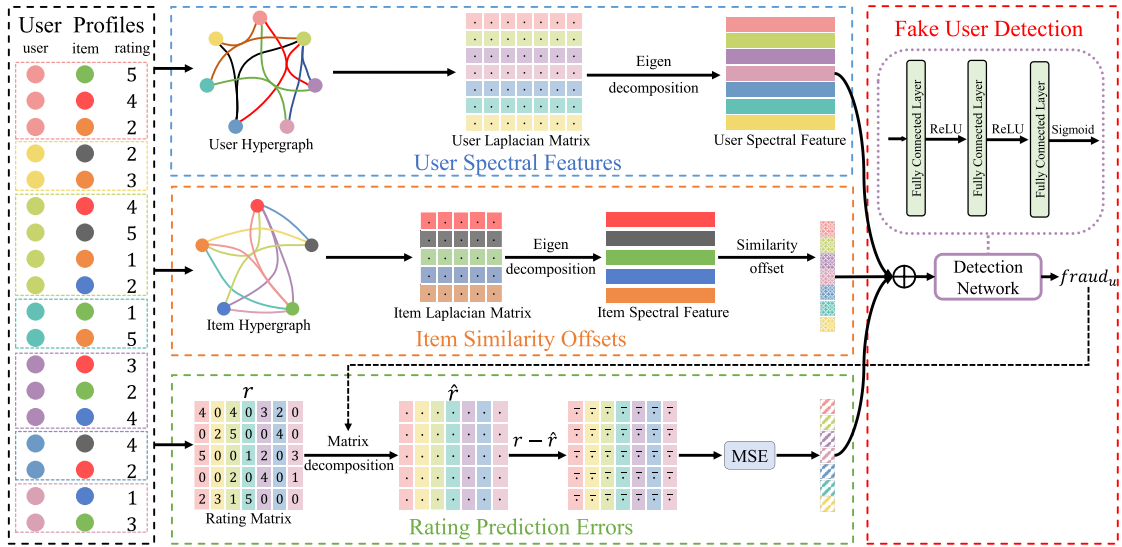 User Profiles
user item rating
5
4
2
2
3
4
5
1
2
1
5
3
2
4
4
2
1
3
User Hypergraph
User Laplacian Matrix
Eigen
decomposition
User Spectral Feature
User Spectral Features
Item Hypergraph
Item Laplacian Matrix
Eigen
decomposition
Item Spectral Feature
Similarity
offset
Item Similarity Offsets
r
4 0 4 0 3 2 0
0 2 5 0 0 4 0
5 0 0 1 2 0 3
0 0 2 0 4 0 1
2 3 1 5 0 0 0
Rating Matrix
Matrix
decomposition
r̂
r − r̂
MSE
Rating Prediction Errors
Fake User Detection
Fully Connected Layer
ReLU
Fully Connected Layer
ReLU
Fully Connected Layer
Sigmoid
Detection
Network
fraud_u